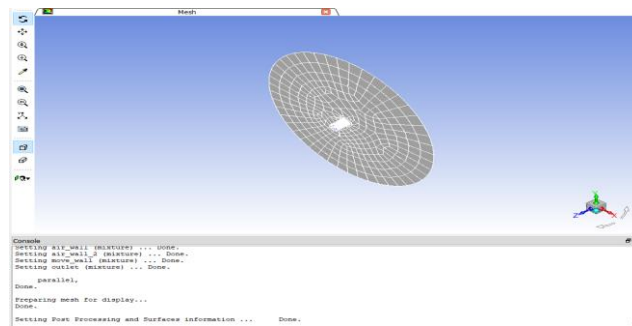 Mesh
Console
Setting air_wall (mixture) ... Done.
Setting air_wall_2 (mixture) ... Done.
Setting move_wall (mixture) ... Done.
Setting outlet (mixture) ... Done.
parallel,
Done.
Preparing mesh for display...
Done.
Setting Post Processing and Surfaces information ... Done.
Y
Z
X